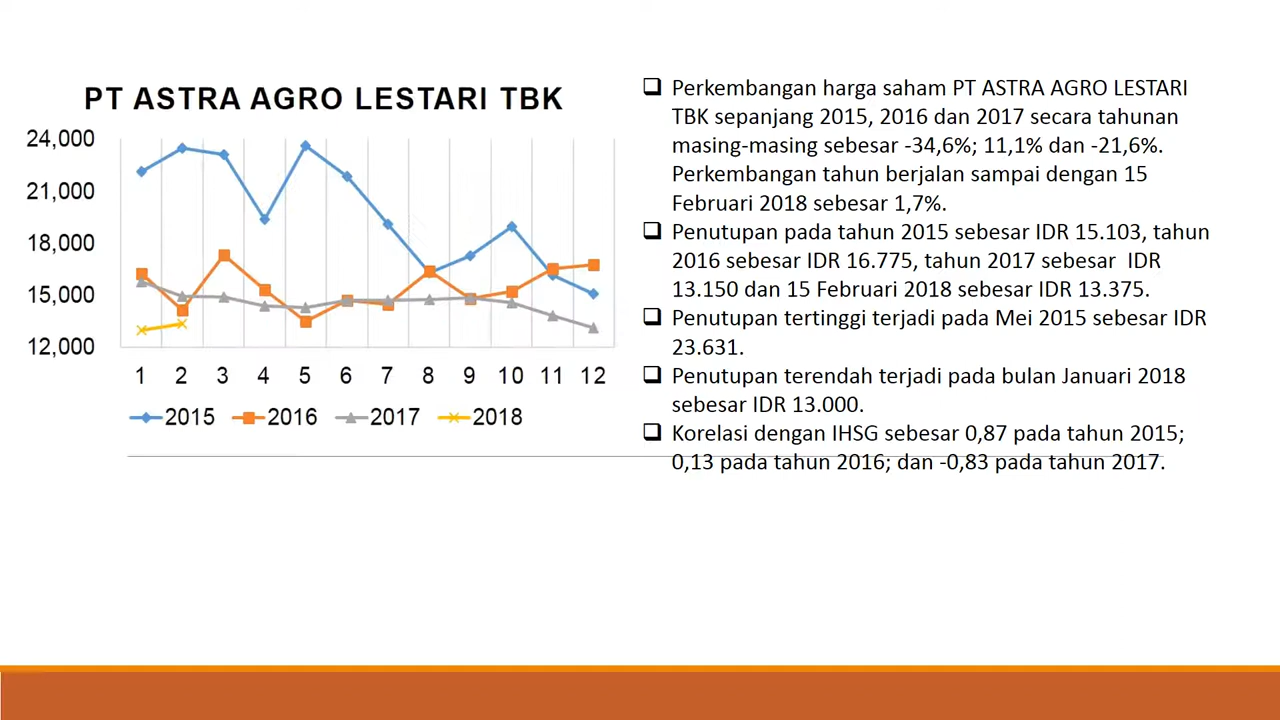 PT ASTRA AGRO LESTARI TBK
24,000
21,000
18,000
15,000
12,000
1 2 3 4 5 6 7 8 9 10 11 12
2015 2016 2017 2018
Perkembangan harga saham PT ASTRA AGRO LESTARI
TBK sepanjang 2015, 2016 dan 2017 secara tahunan
masing-masing sebesar -34,6%; 11,1% dan -21,6%.
Perkembangan tahun berjalan sampai dengan 15
Februari 2018 sebesar 1,7%.
Penutupan pada tahun 2015 sebesar IDR 15.103, tahun
2016 sebesar IDR 16.775, tahun 2017 sebesar IDR
13.150 dan 15 Februari 2018 sebesar IDR 13.375.
Penutupan tertinggi terjadi pada Mei 2015 sebesar IDR
23.631.
Penutupan terendah terjadi pada bulan Januari 2018
sebesar IDR 13.000.
Korelasi dengan IHSG sebesar 0,87 pada tahun 2015;
0,13 pada tahun 2016; dan -0,83 pada tahun 2017.